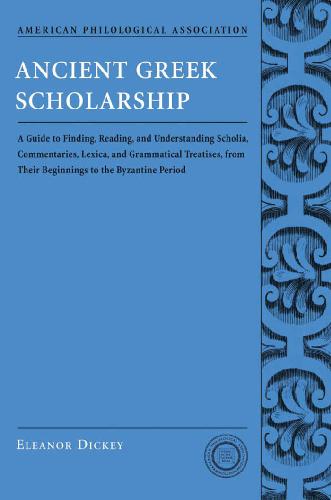 AMERICAN PHILOLOGICAL ASSOCIATION
ANCIENT GREEK
SCHOLARSHIP
A Guide to Finding, Reading, and Understanding Scholia,
Commentaries, Lexica, and Grammatical Treatises, from
Their Beginnings to the Byzantine Period
ELEANOR DICKEY